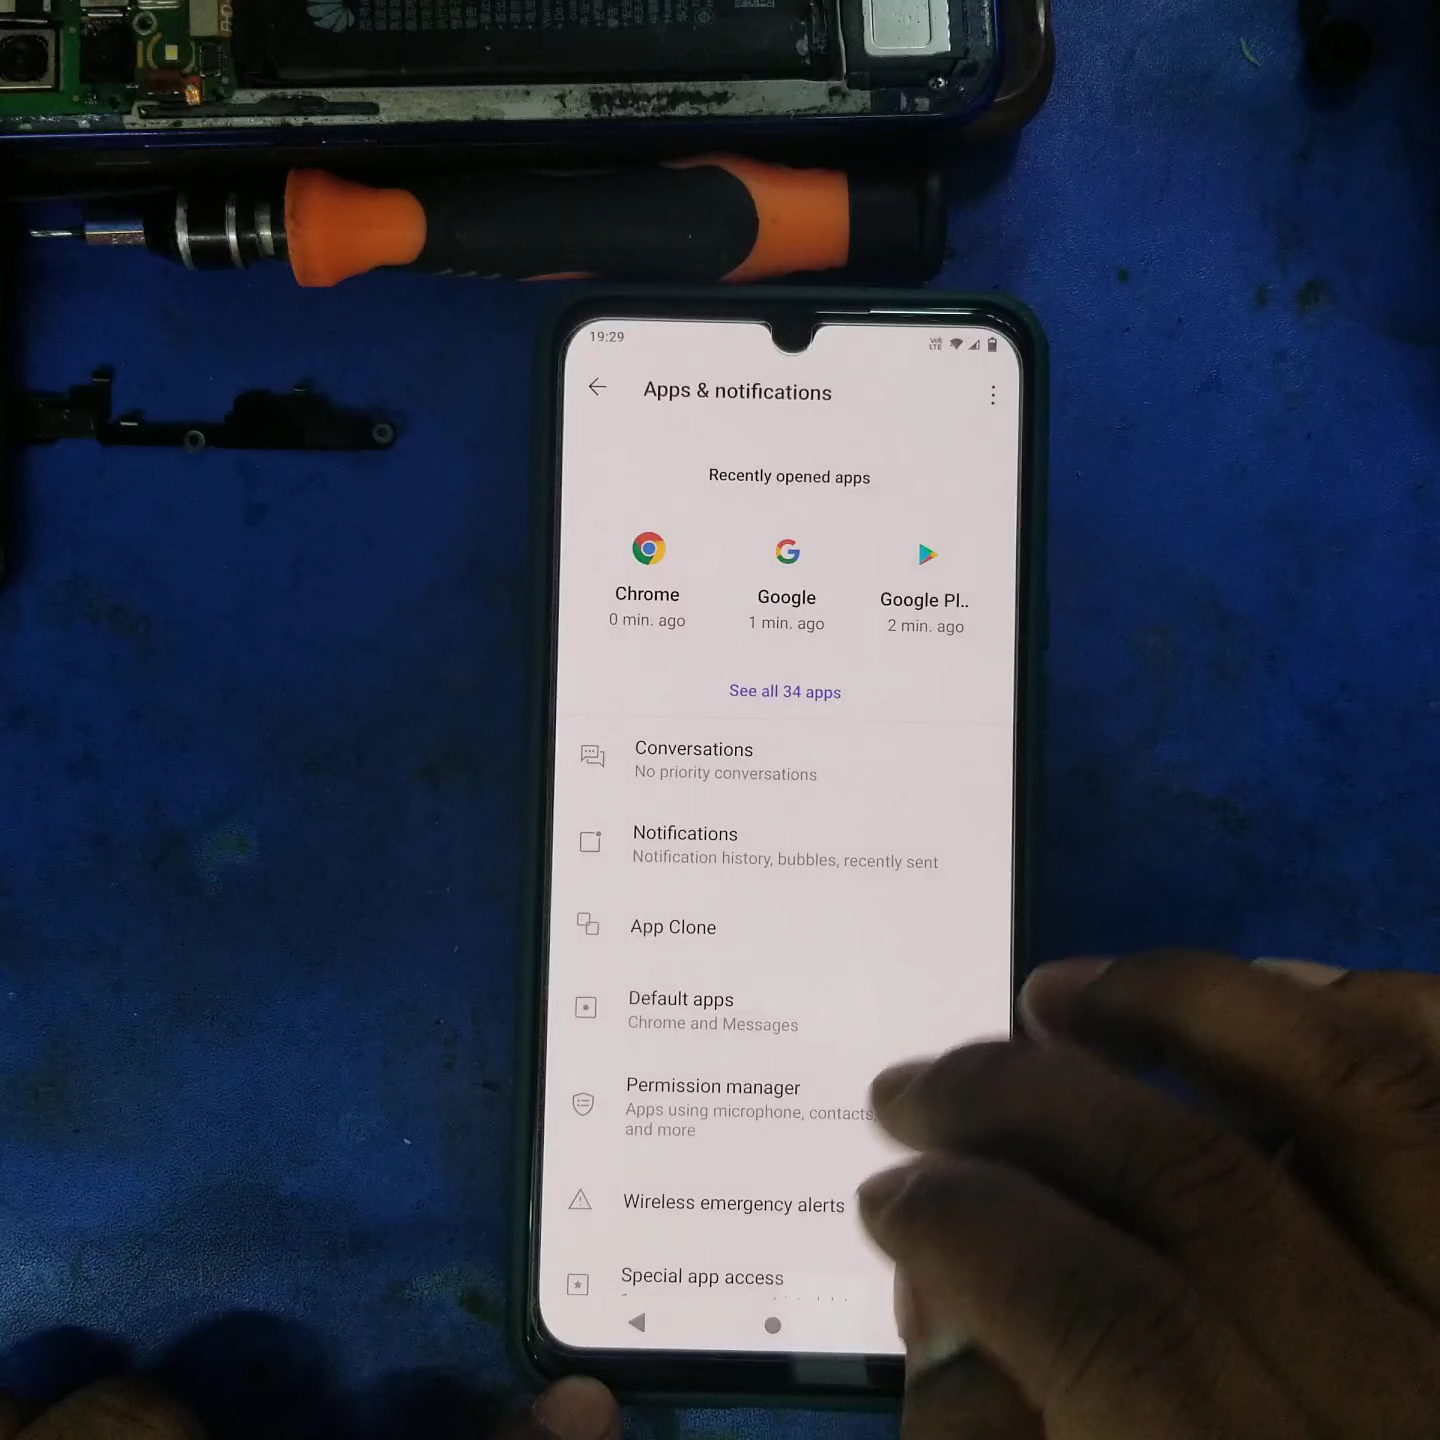 19:29
Vo))
LTE
Apps & notifications
Recently opened apps
Chrome
Google
Google Pl..
0 min. ago
1 min. ago
2 min. ago
See all 34 apps
Conversations
No priority conversations
Notifications
Notification history, bubbles, recently sent
App Clone
Default apps
Chrome and Messages
Permission manager
Apps using microphone, contacts,
and more
Wireless emergency alerts
Special app access